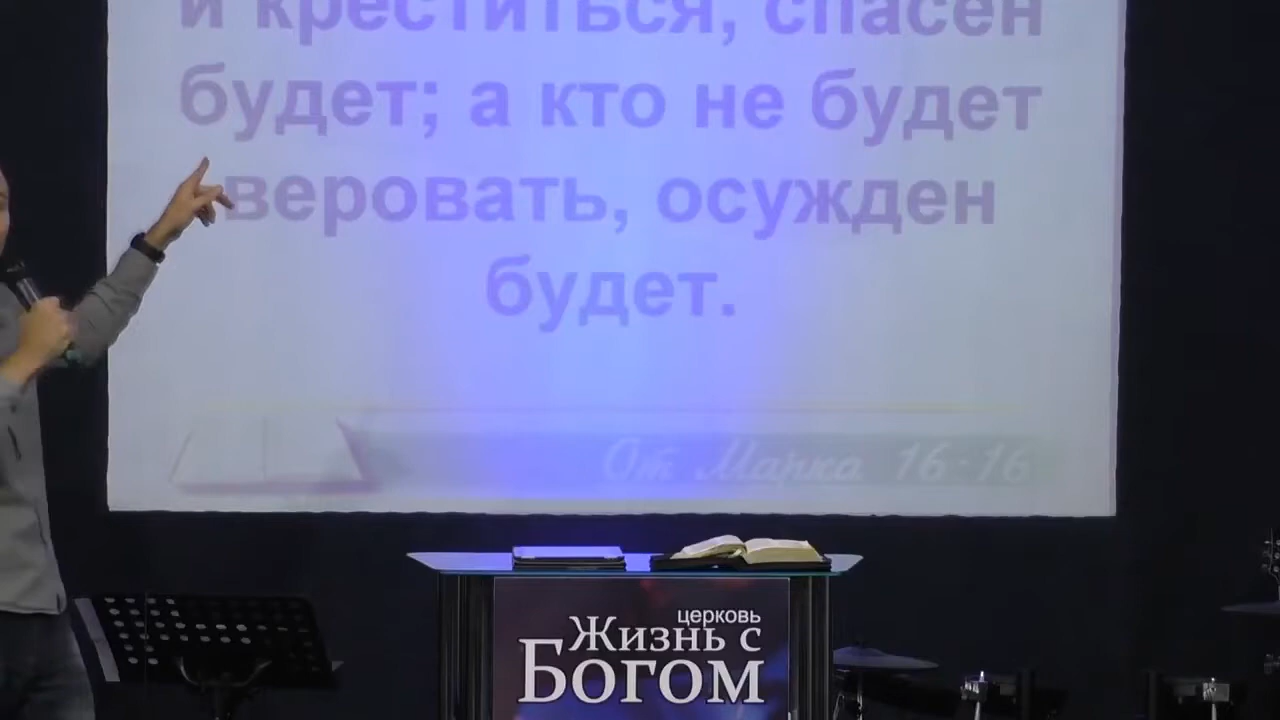 и креститься, спасен
будет; а кто не будет
веровать, осужден
будет.
От Марка 16-16
церковь
Жизнь с
Богом